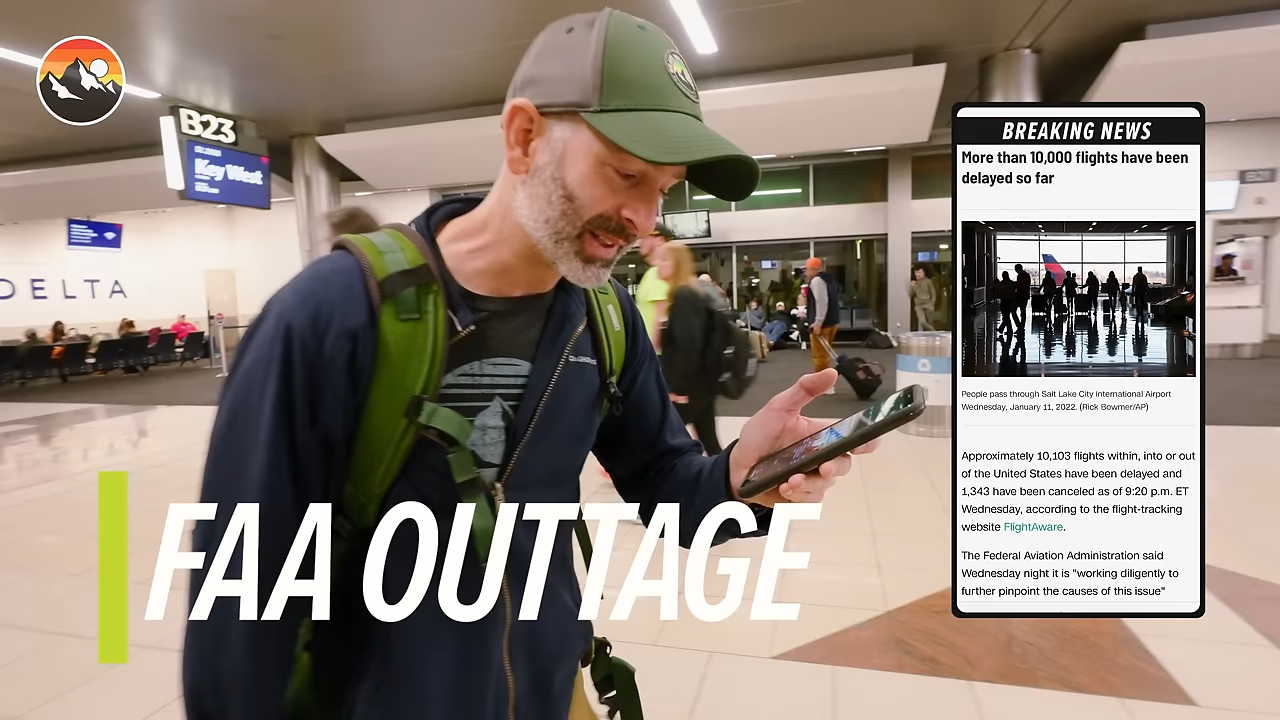 B23
Key West
DELTA
FAA OUTTAGE
BREAKING NEWS
More than 10,000 flights have been
delayed so far
People pass through Salt Lake City International Airport
Wednesday, January 11, 2022. (Rick Bowmer/AP)
Approximately 10,103 flights within, into or out
of the United States have been delayed and
1,343 have been canceled as of 9:20 p.m. ET
Wednesday, according to the flight-tracking
website FlightAware.
The Federal Aviation Administration said
Wednesday night it is "working diligently to
further pinpoint the causes of this issue"